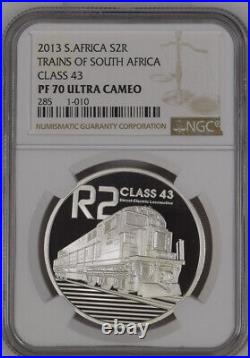 2013 S.AFRICA S2R
TRAINS OF SOUTH AFRICA
CLASS 43
PF 70 ULTRA CAMEO
285 1-010
NUMISMATIC GUARANTY CORPORATION
NGC
R2 CLASS 43
Diesel-Electric Locomotive